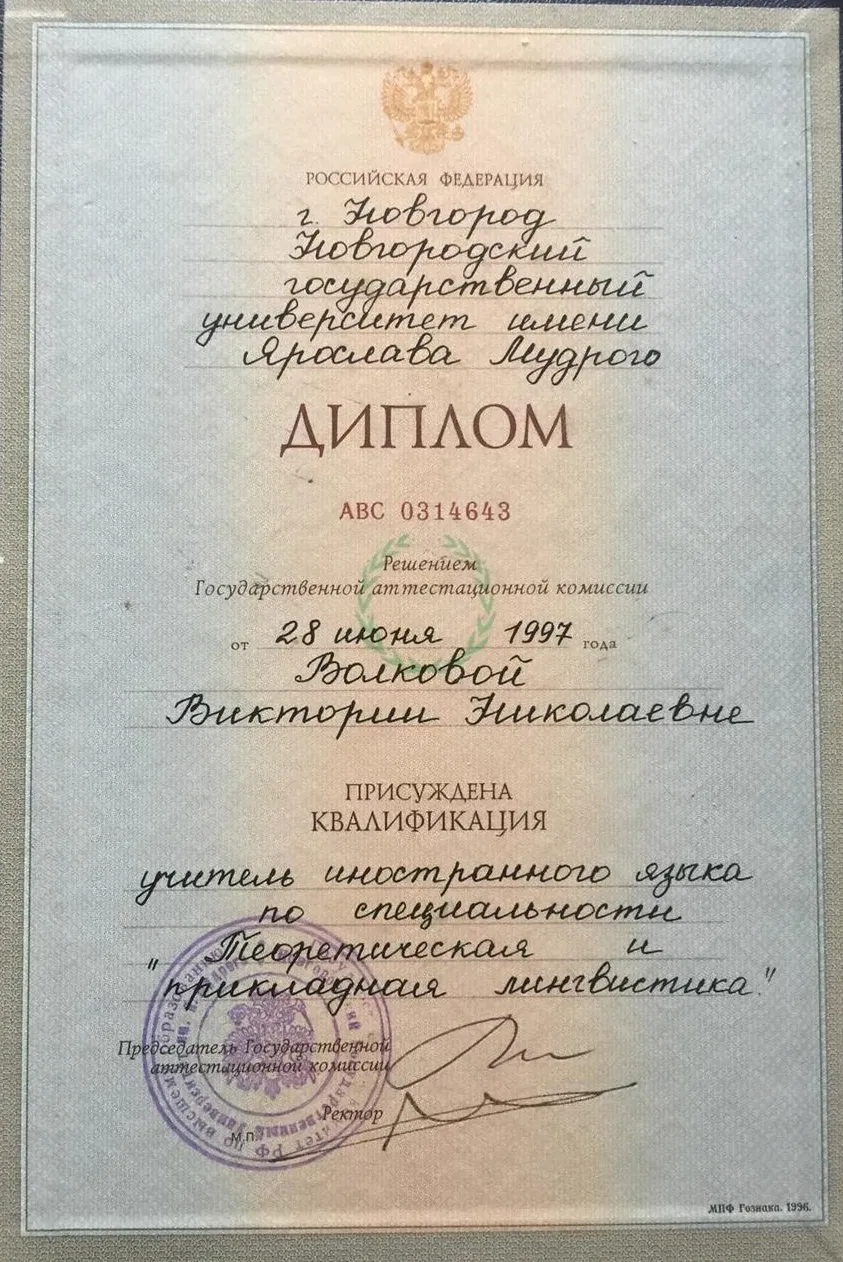 РОССИЙСКАЯ ФЕДЕРАЦИЯ
г. Новгород
Новгородский
государственный
университет имени
Ярослава Мудрого
ДИПЛОМ
АВС 0314643
Решением
Государственной аттестационной комиссии
от 28 июня 1997 года
Волковой
Виктории Николаевне
ПРИСУЖДЕНА
КВАЛИФИКАЦИЯ
учитель иностранного языка
по специальности
"Теоретическая и
прикладная лингвистика."
Председатель Государственной
аттестационной комиссии
Ректор
М.П.
МПФ Гознака. 1996.